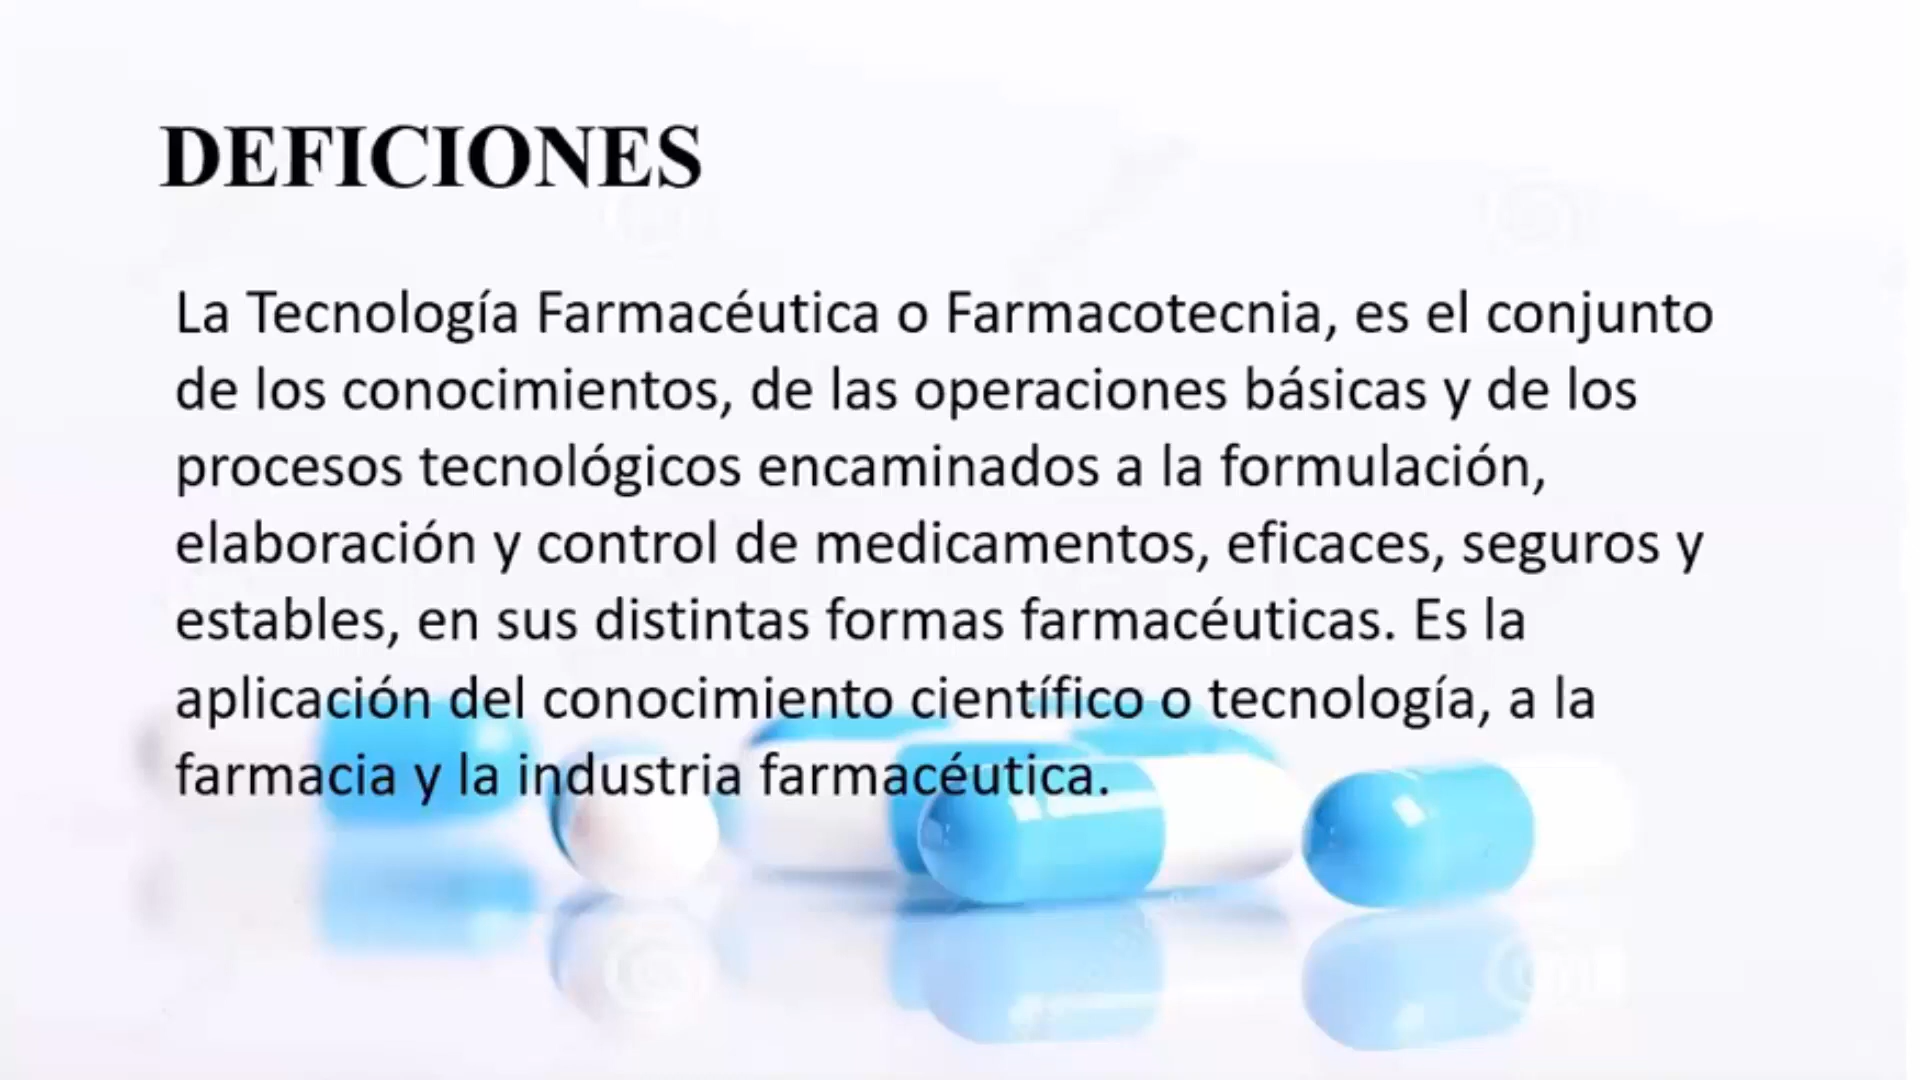 DEFICIONES
La Tecnología Farmacéutica o Farmacotecnia, es el conjunto
de los conocimientos, de las operaciones básicas y de los
procesos tecnológicos encaminados a la formulación,
elaboración y control de medicamentos, eficaces, seguros y
estables, en sus distintas formas farmacéuticas. Es la
aplicación del conocimiento científico o tecnología, a la
farmacia y la industria farmacéutica.